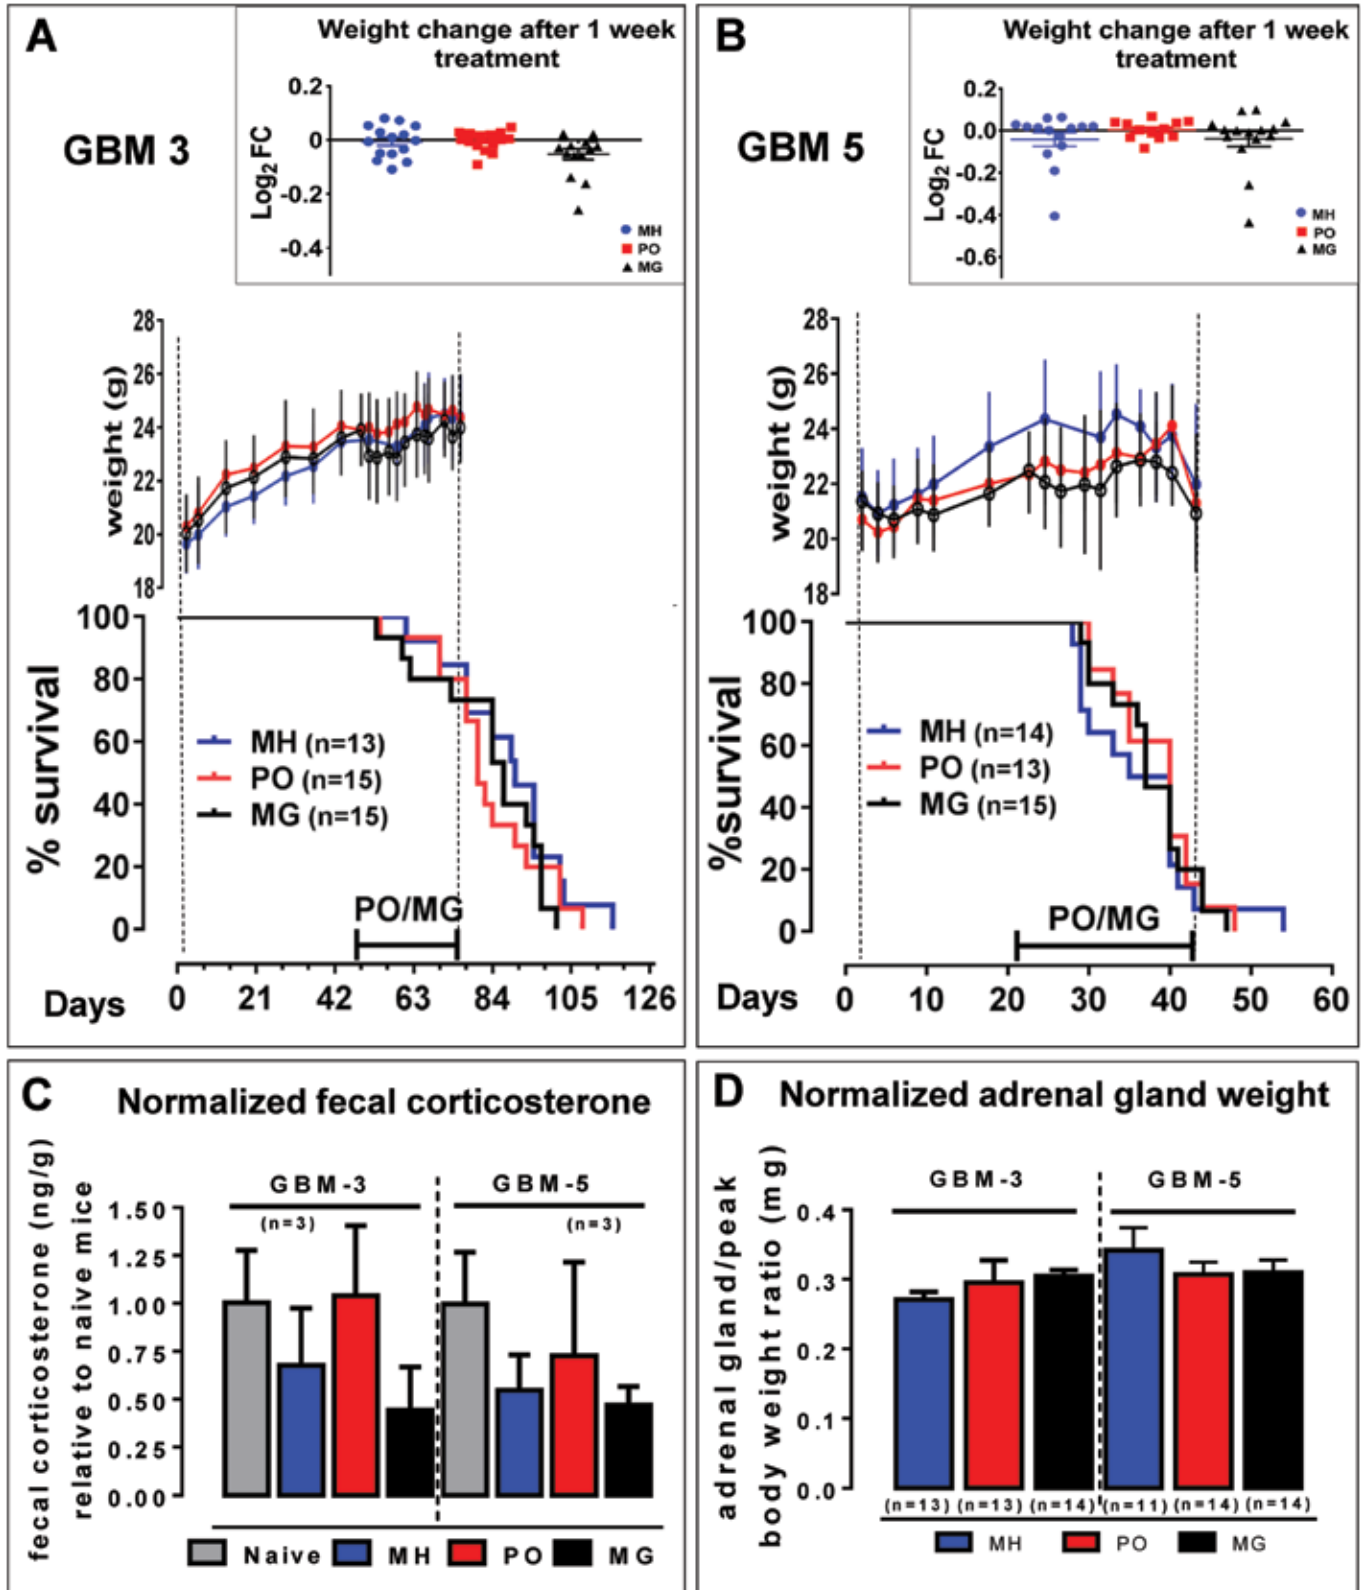 A
Weight change after 1 week
treatment
GBM 3
Log2 FC
0.2
0
-0.2
-0.4
MH
PO
MG
weight (g)
28
26
24
22
20
18
% survival
100
80
60
40
20
0
MH (n=13)
PO (n=15)
MG (n=15)
PO/MG
Days
0 21 42 63 84 105 126
B
Weight change after 1 week
treatment
GBM 5
Log2 FC
0.2
0.0
-0.2
-0.4
-0.6
MH
PO
MG
weight (g)
28
26
24
22
20
18
%survival
100
80
60
40
20
0
MH (n=14)
PO (n=13)
MG (n=15)
PO/MG
Days
0 10 20 30 40 50 60
C
Normalized fecal corticosterone
fecal corticosterone (ng/g)
relative to naive mice
GBM-3
GBM-5
(n=3)
(n=3)
1.50
1.25
1.00
0.75
0.50
0.25
0.00
Naive MH PO MG
D
Normalized adrenal gland weight
adrenal gland/peak
body weight ratio (mg)
GBM-3
GBM-5
0.4
0.3
0.2
0.1
0.0
(n=13) (n=13) (n=14) (n=11) (n=14) (n=14)
MH PO MG